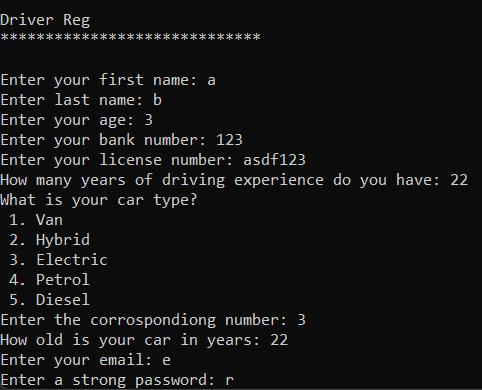 Driver Reg
*****************************
Enter your first name: a
Enter last name: b
Enter your age: 3
Enter your bank number: 123
Enter your license number: asdf123
How many years of driving experience do you have: 22
What is your car type?
1. Van
2. Hybrid
3. Electric
4. Petrol
5. Diesel
Enter the corrospondiong number: 3
How old is your car in years: 22
Enter your email: e
Enter a strong password: r